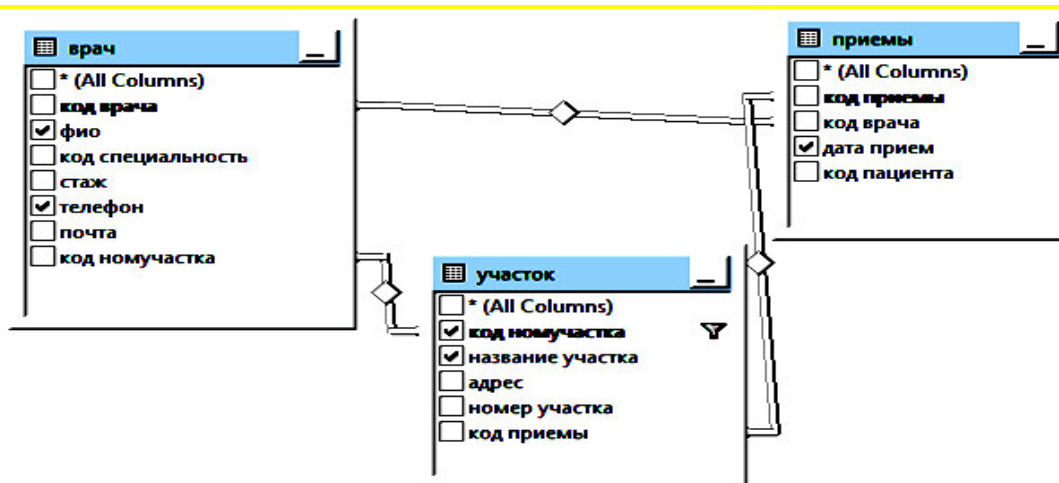 врач
* (All Columns)
код врача
фио
код специальность
стаж
телефон
почта
код номучастка
приемы
* (All Columns)
код приемы
код врача
дата прием
код пациента
участок
* (All Columns)
код номучастка
название участка
адрес
номер участка
код приемы